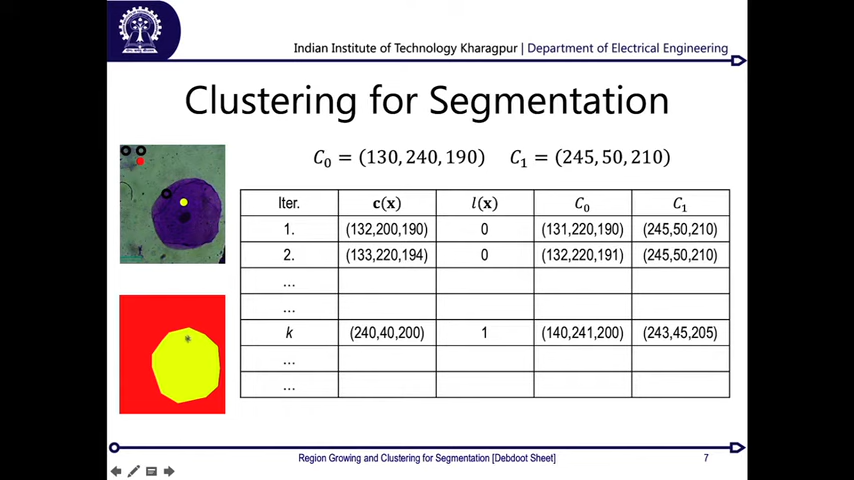 Indian Institute of Technology Kharagpur | Department of Electrical Engineering
Clustering for Segmentation
C₀ = (130, 240, 190) C₁ = (245, 50, 210)
Iter. c(x) l(x) C₀ C₁
1. (132,200,190) 0 (131,220,190) (245,50,210)
2. (133,220,194) 0 (132,220,191) (245,50,210)
...
...
k (240,40,200) 1 (140,241,200) (243,45,205)
...
...
Region Growing and Clustering for Segmentation [Debdoot Sheet] 7